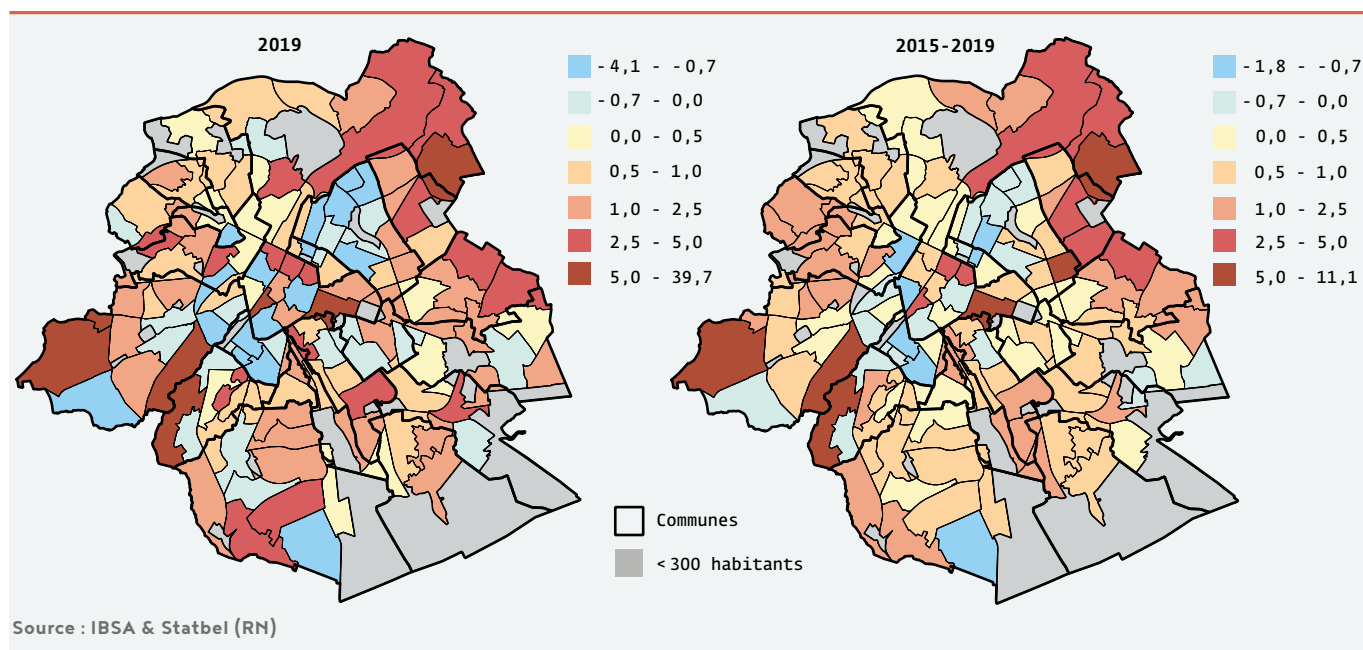 2019
-4,1 - -0,7
-0,7 - 0,0
0,0 - 0,5
0,5 - 1,0
1,0 - 2,5
2,5 - 5,0
5,0 - 39,7
2015-2019
-1,8 - -0,7
-0,7 - 0,0
0,0 - 0,5
0,5 - 1,0
1,0 - 2,5
2,5 - 5,0
5,0 - 11,1
Communes
<300 habitants
Source : IBSA & Statbel (RN)